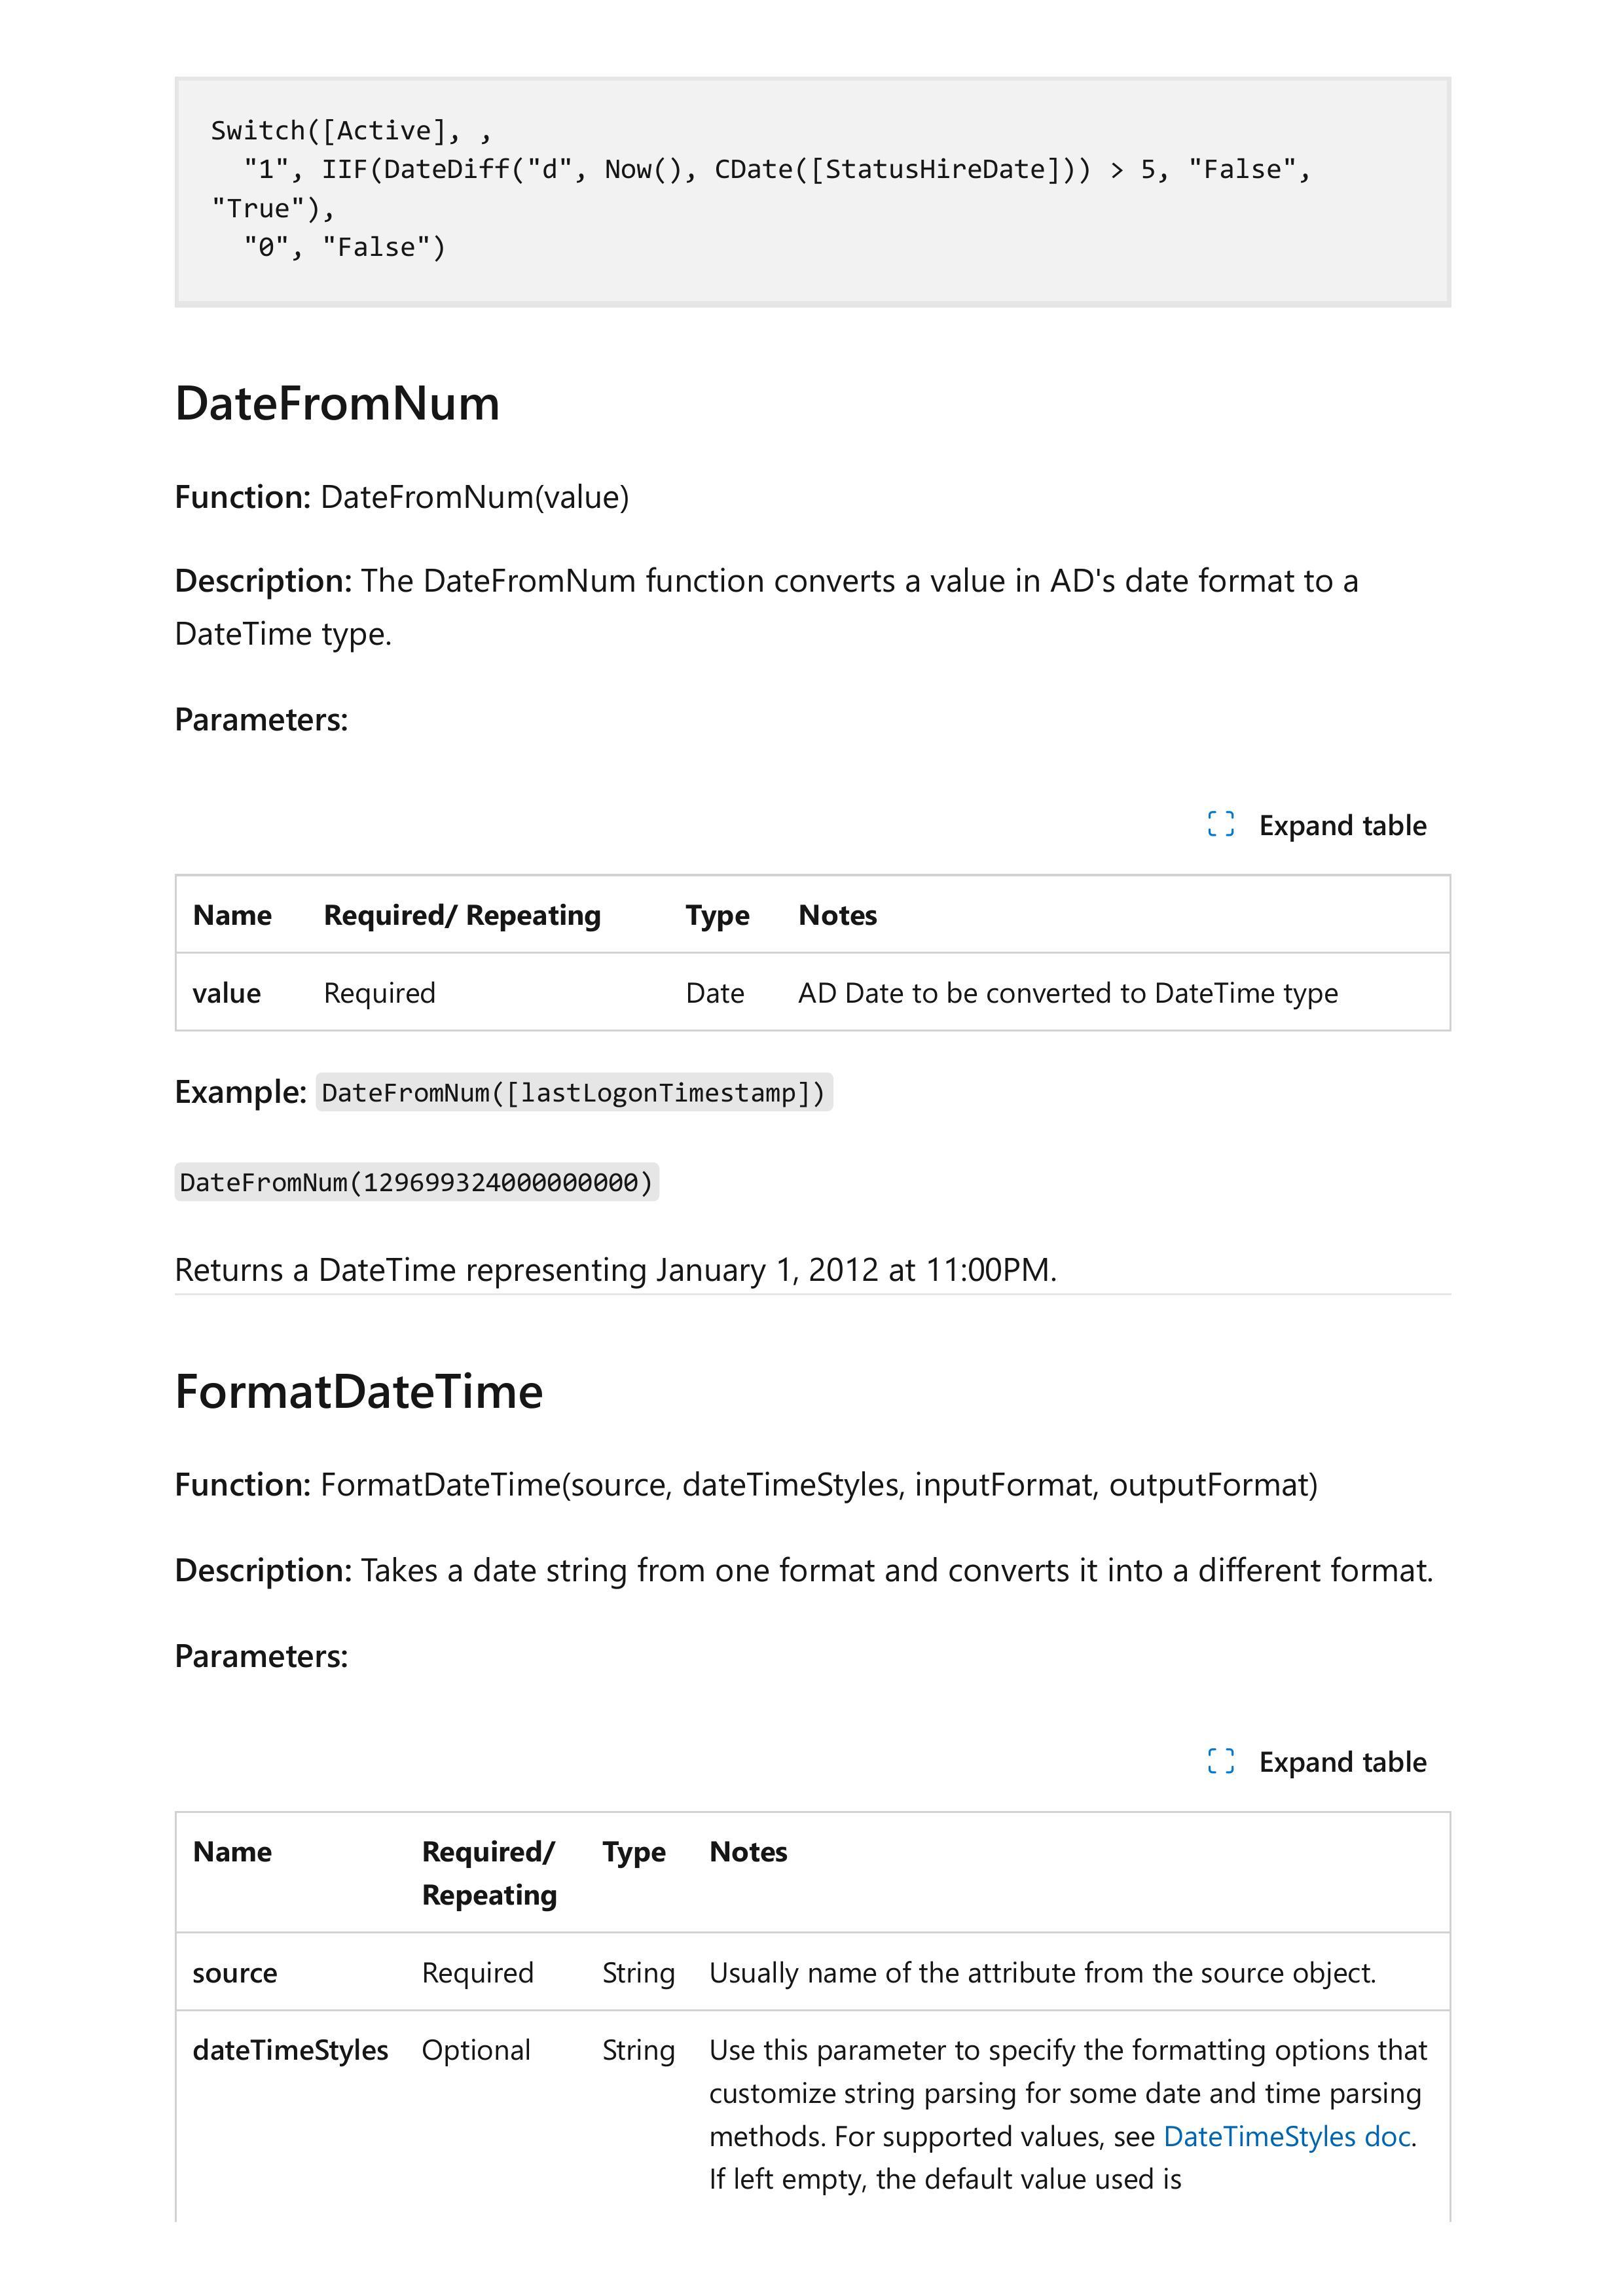 Switch([Active], ,
"1", IIF(DateDiff("d", Now(), CDate([StatusHireDate])) > 5, "False",
"True"),
"0", "False")
DateFromNum
Function: DateFromNum(value)
Description: The DateFromNum function converts a value in AD's date format to a
DateTime type.
Parameters:
Expand table
Name Required/ Repeating Type Notes
value Required Date AD Date to be converted to DateTime type
Example: DateFromNum([lastLogonTimestamp])
DateFromNum(129699324000000000)
Returns a DateTime representing January 1, 2012 at 11:00PM.
FormatDateTime
Function: FormatDateTime(source, dateTimeStyles, inputFormat, outputFormat)
Description: Takes a date string from one format and converts it into a different format.
Parameters:
Expand table
Name Required/ Type Notes
Repeating
source Required String Usually name of the attribute from the source object.
dateTimeStyles Optional String Use this parameter to specify the formatting options that
customize string parsing for some date and time parsing
methods. For supported values, see DateTimeStyles doc.
If left empty, the default value used is